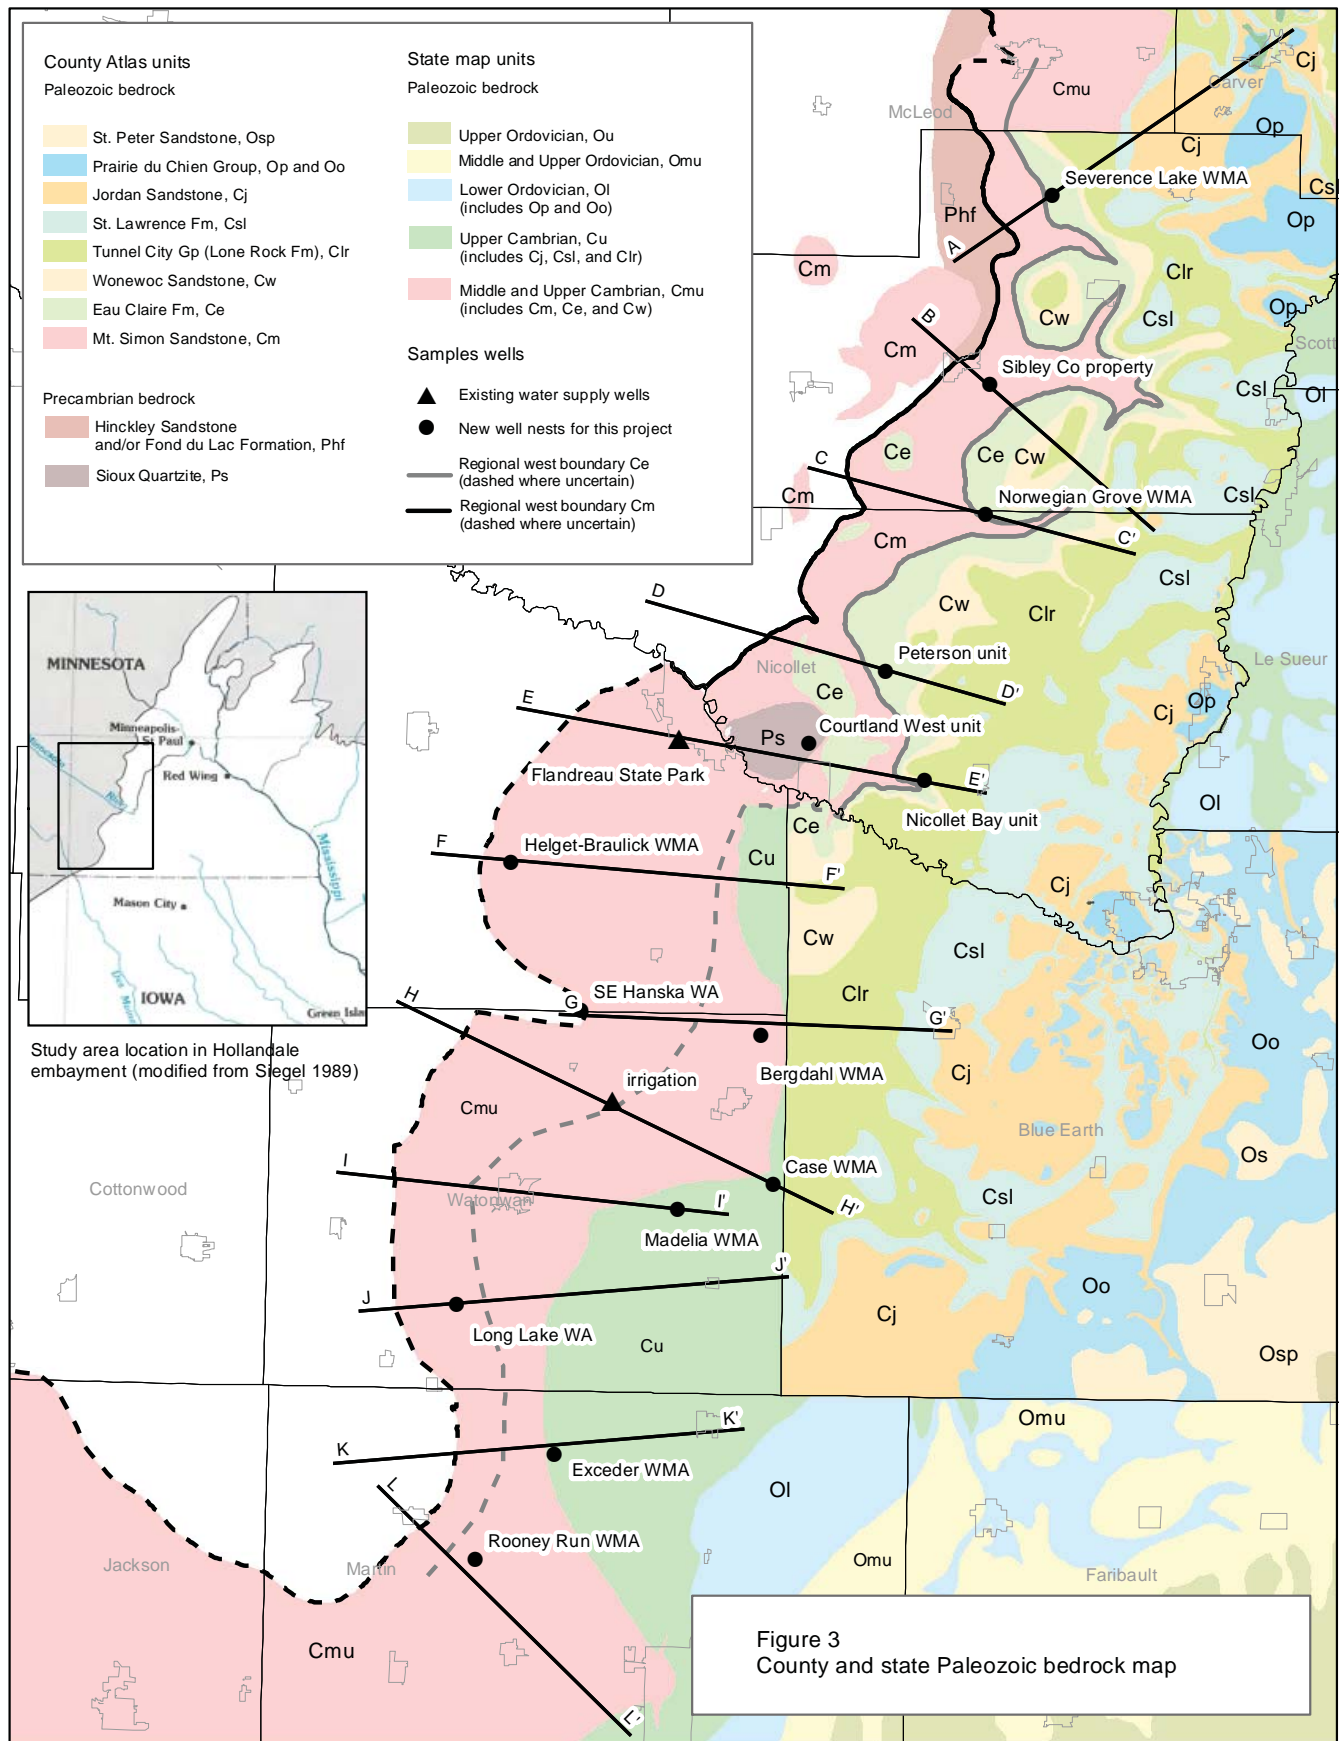 County Atlas units
Paleozoic bedrock
St. Peter Sandstone, Osp
Prairie du Chien Group, Op and Oo
Jordan Sandstone, Cj
St. Lawrence Fm, Csl
Tunnel City Gp (Lone Rock Fm), Clr
Wonewoc Sandstone, Cw
Eau Claire Fm, Ce
Mt. Simon Sandstone, Cm
Precambrian bedrock
Hinckley Sandstone
and/or Fond du Lac Formation, Phf
Sioux Quartzite, Ps
State map units
Paleozoic bedrock
Upper Ordovician, Ou
Middle and Upper Ordovician, Omu
Lower Ordovician, Ol
(includes Op and Oo)
Upper Cambrian, Cu
(includes Cj, Csl, and Clr)
Middle and Upper Cambrian, Cmu
(includes Cm, Ce, and Cw)
Samples wells
Existing water supply wells
New well nests for this project
Regional west boundary Ce
(dashed where uncertain)
Regional west boundary Cm
(dashed where uncertain)
McLeod
Cmu
Carver
Cj
Op
Cj
Severence Lake WMA
Csl
Phf
Op
A
Cm
Clr
Op
B
Cw
Csl
Scott
Cm
Sibley Co property
Csl
Ol
Ce
Ce
Cw
C
Cm
Norwegian Grove WMA
Csl
C'
Cm
Csl
D
Cw
Clr
Peterson unit
Nicollet
Le Sueur
D'
Ce
Op
E
Cj
Ps
Courtland West unit
Flandreau State Park
E'
Ol
Nicollet Bay unit
Ce
F
Helget-Braulick WMA
Cu
F'
Cj
Cw
Csl
SE Hanska WA
Clr
H
G
G'
Oo
Bergdahl WMA
Cj
irrigation
Cmu
Blue Earth
Os
I
Case WMA
Cottonwood
Watonwan
I'
H'
Csl
Madelia WMA
J'
Oo
J
Cj
Long Lake WA
Cu
Osp
K'
Omu
K
Exceder WMA
L
Ol
Rooney Run WMA
Jackson
Martin
Omu
Faribault
Cmu
L'
MINNESOTA
Minneapolis-
St Paul
Red Wing
Mississippi
Mason City
IOWA
Green Isla
Study area location in Hollandale
embayment (modified from Siegel 1989)
Figure 3
County and state Paleozoic bedrock map